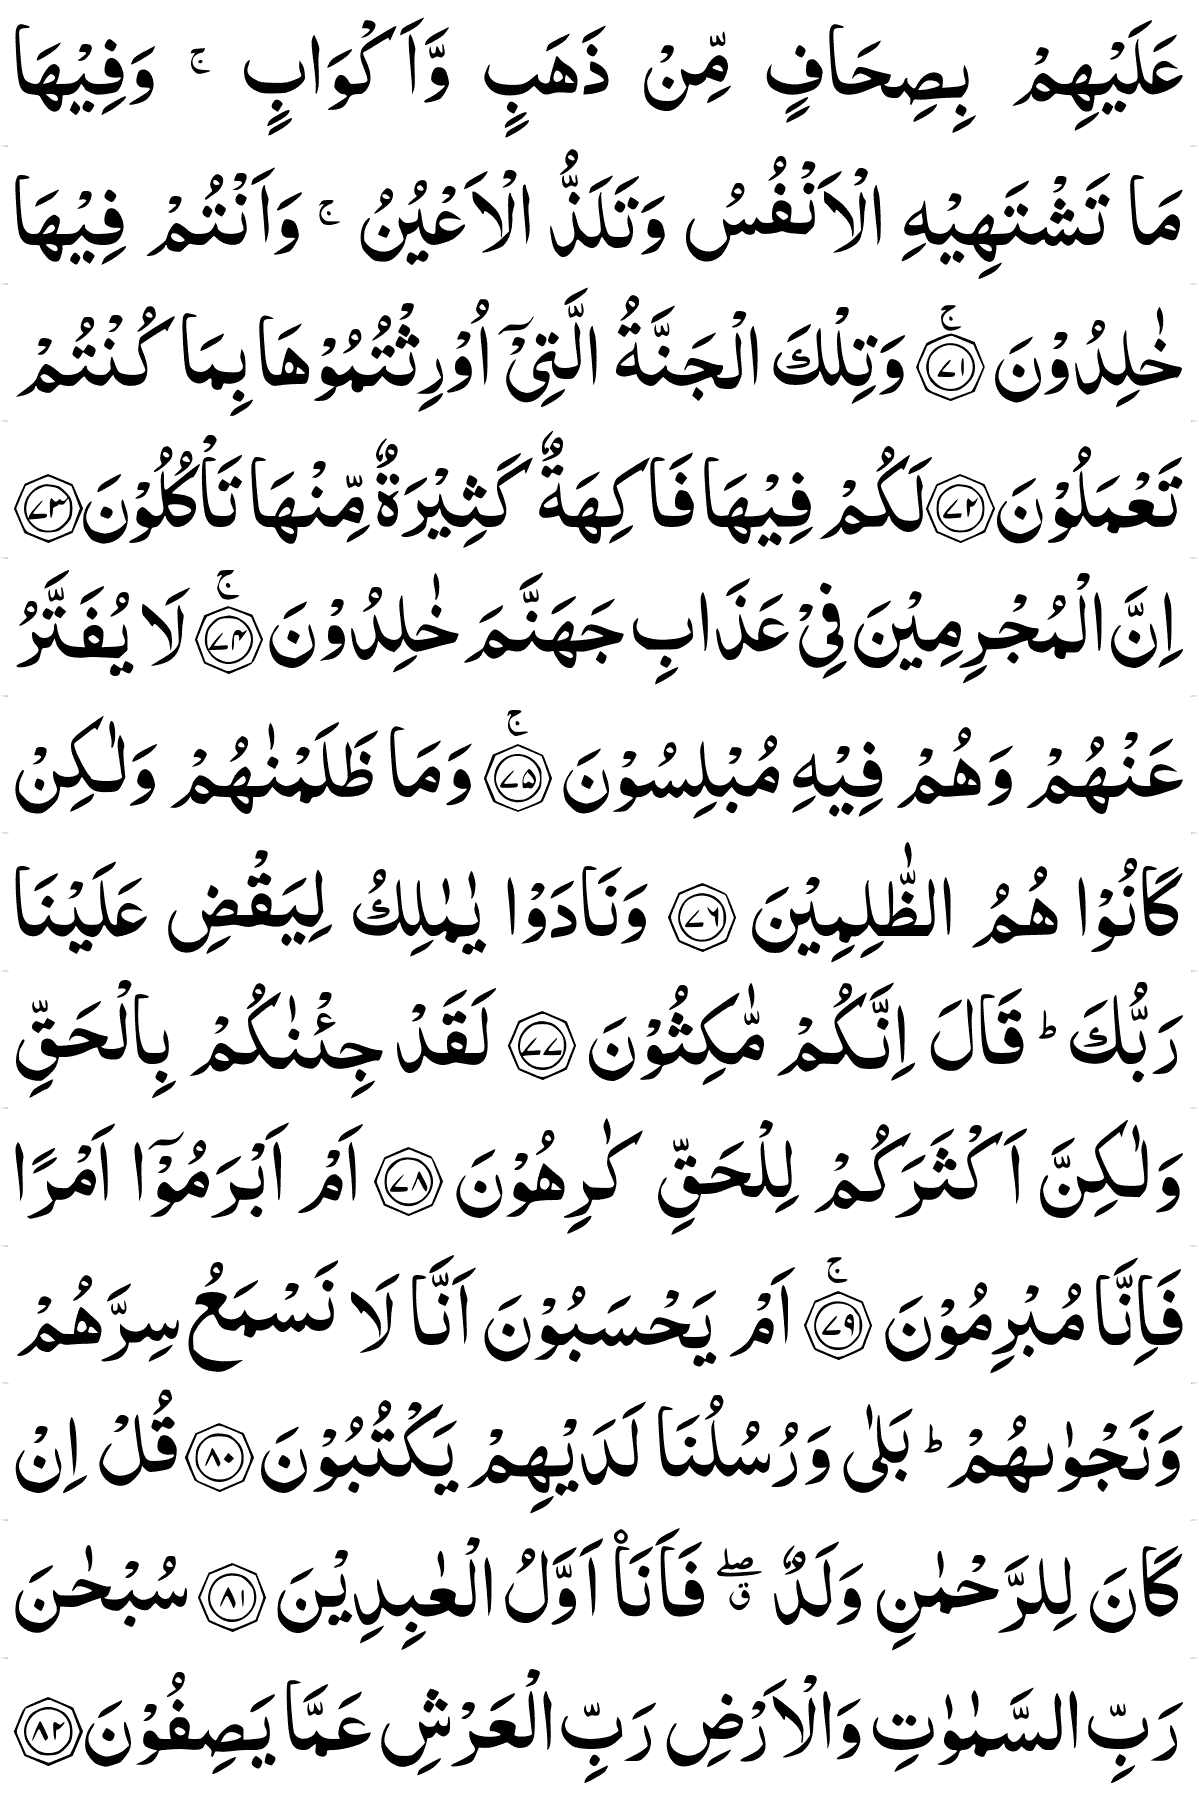 عَلَيْهِمْ بِصِحَافٍ مِّنْ ذَهَبٍ وَّاَكْوَابٍ ۚ وَفِيْهَا
مَا تَشْتَهِيْهِ الْاَنْفُسُ وَتَلَذُّ الْاَعْيُنُ ۚ وَاَنْتُمْ فِيْهَا
خٰلِدُوْنَ ۚ ﴿۷۱﴾ وَتِلْكَ الْجَنَّةُ الَّتِيْٓ اُوْرِثْتُمُوْهَا بِمَا كُنْتُمْ
تَعْمَلُوْنَ ﴿۷۲﴾ لَكُمْ فِيْهَا فَاكِهَةٌ كَثِيْرَةٌ مِّنْهَا تَاْكُلُوْنَ ﴿۷۳﴾
اِنَّ الْمُجْرِمِيْنَ فِيْ عَذَابِ جَهَنَّمَ خٰلِدُوْنَ ۚ ﴿۷۴﴾ لَا يُفَتَّرُ
عَنْهُمْ وَهُمْ فِيْهِ مُبْلِسُوْنَ ۚ ﴿۷۵﴾ وَمَا ظَلَمْنٰهُمْ وَلٰكِنْ
كَانُوْا هُمُ الظّٰلِمِيْنَ ﴿۷۶﴾ وَنَادَوْا يٰمٰلِكُ لِيَقْضِ عَلَيْنَا
رَبُّكَ ؕ قَالَ اِنَّكُمْ مّٰكِثُوْنَ ﴿۷۷﴾ لَقَدْ جِئْنٰكُمْ بِالْحَقِّ
وَلٰكِنَّ اَكْثَرَكُمْ لِلْحَقِّ كٰرِهُوْنَ ﴿۷۸﴾ اَمْ اَبْرَمُوْٓا اَمْرًا
فَاِنَّا مُبْرِمُوْنَ ۚ ﴿۷۹﴾ اَمْ يَحْسَبُوْنَ اَنَّا لَا نَسْمَعُ سِرَّهُمْ
وَنَجْوٰىهُمْ ؕ بَلٰى وَرُسُلُنَا لَدَيْهِمْ يَكْتُبُوْنَ ﴿۸۰﴾ قُلْ اِنْ
كَانَ لِلرَّحْمٰنِ وَلَدٌ ۖۗ فَاَنَا۠ اَوَّلُ الْعٰبِدِيْنَ ﴿۸۱﴾ سُبْحٰنَ
رَبِّ السَّمٰوٰتِ وَالْاَرْضِ رَبِّ الْعَرْشِ عَمَّا يَصِفُوْنَ ﴿۸۲﴾